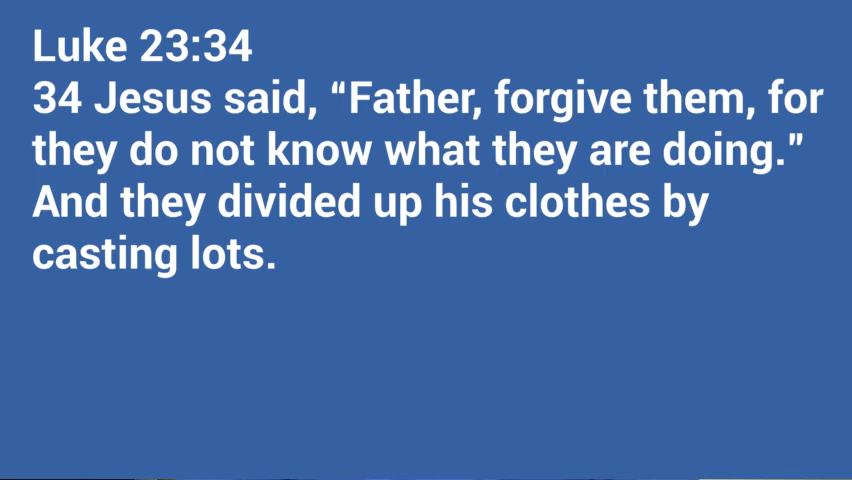 Luke 23:34
34 Jesus said, “Father, forgive them, for
they do not know what they are doing.”
And they divided up his clothes by
casting lots.